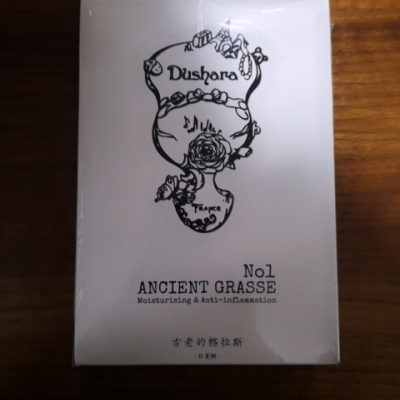 Dushara
FRANCE
No1
ANCIENT GRASSE
Moisturising & Anti-inflammation
古老的格拉斯